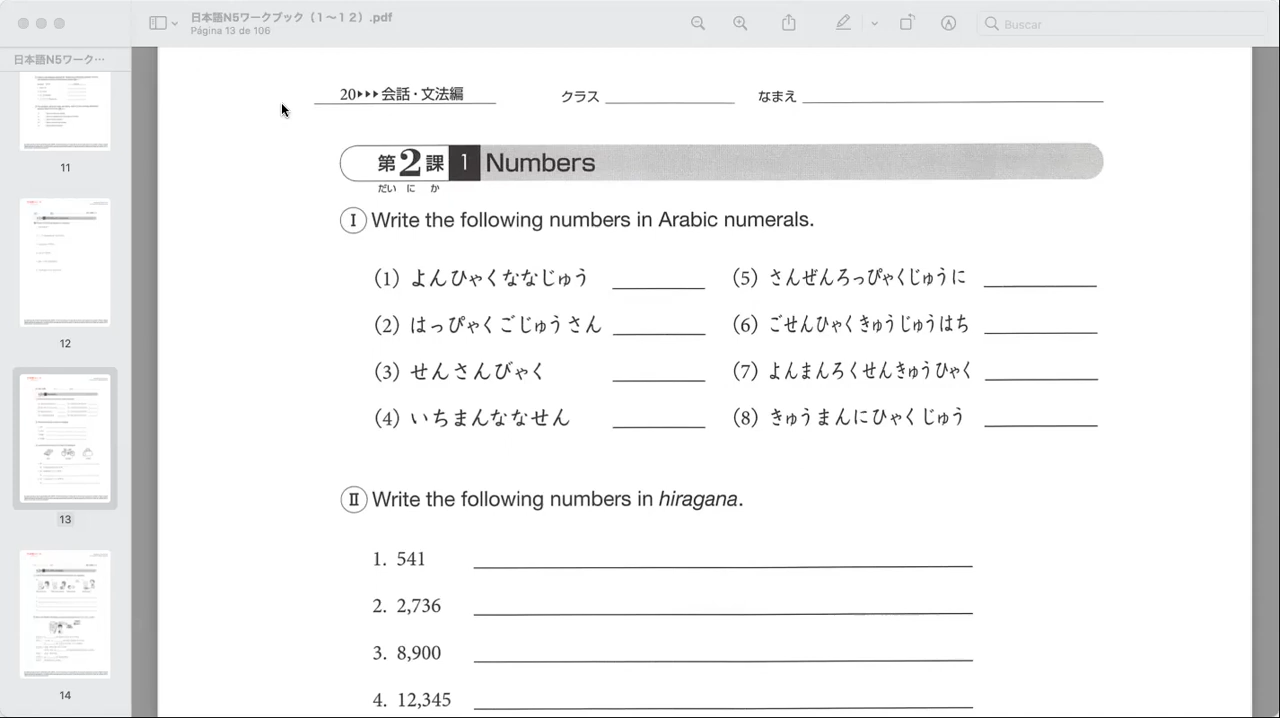 日本語N5ワークブック（１〜１２）.pdf
Página 13 de 106
Buscar
日本語N5ワーク…
11
12
13
14
20▸▸▸会話・文法編 クラス なまえ
第2課 1 Numbers
だい に か
I Write the following numbers in Arabic numerals.
(1) よんひゃくななじゅう (5) さんぜんろっぴゃくじゅうに
(2) はっぴゃくごじゅうさん (6) ごせんひゃくきゅうじゅうはち
(3) せんさんびゃく (7) よんまんろくせんきゅうひゃく
(4) いちまんななせん (8) きゅうまんにひゃくじゅう
II Write the following numbers in hiragana.
1. 541
2. 2,736
3. 8,900
4. 12,345